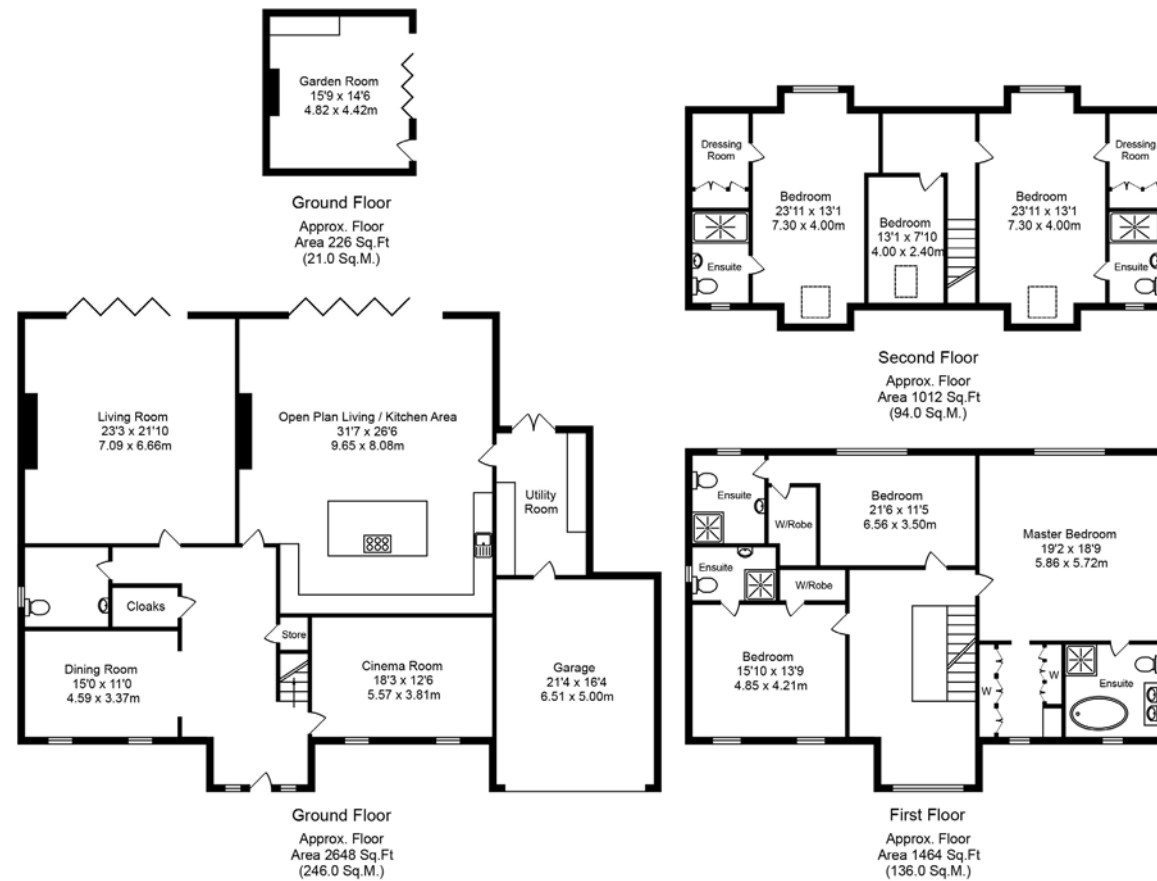 Garden Room
15'9 x 14'6
4.82 x 4.42m
Ground Floor
Approx. Floor
Area 226 Sq.Ft
(21.0 Sq.M.)
Dressing
Room
Bedroom
23'11 x 13'1
7.30 x 4.00m
Ensuite
Bedroom
13'1 x 7'10
4.00 x 2.40m
Bedroom
23'11 x 13'1
7.30 x 4.00m
Dressing
Room
Ensuite
Second Floor
Approx. Floor
Area 1012 Sq.Ft
(94.0 Sq.M.)
Living Room
23'3 x 21'10
7.09 x 6.66m
Open Plan Living / Kitchen Area
31'7 x 26'6
9.65 x 8.08m
Utility
Room
Cloaks
Store
Dining Room
15'0 x 11'0
4.59 x 3.37m
Cinema Room
18'3 x 12'6
5.57 x 3.81m
Garage
21'4 x 16'4
6.51 x 5.00m
Ground Floor
Approx. Floor
Area 2648 Sq.Ft
(246.0 Sq.M.)
Ensuite
W/Robe
Bedroom
21'6 x 11'5
6.56 x 3.50m
Master Bedroom
19'2 x 18'9
5.86 x 5.72m
Ensuite
W/Robe
Bedroom
15'10 x 13'9
4.85 x 4.21m
W
W
Ensuite
First Floor
Approx. Floor
Area 1464 Sq.Ft
(136.0 Sq.M.)